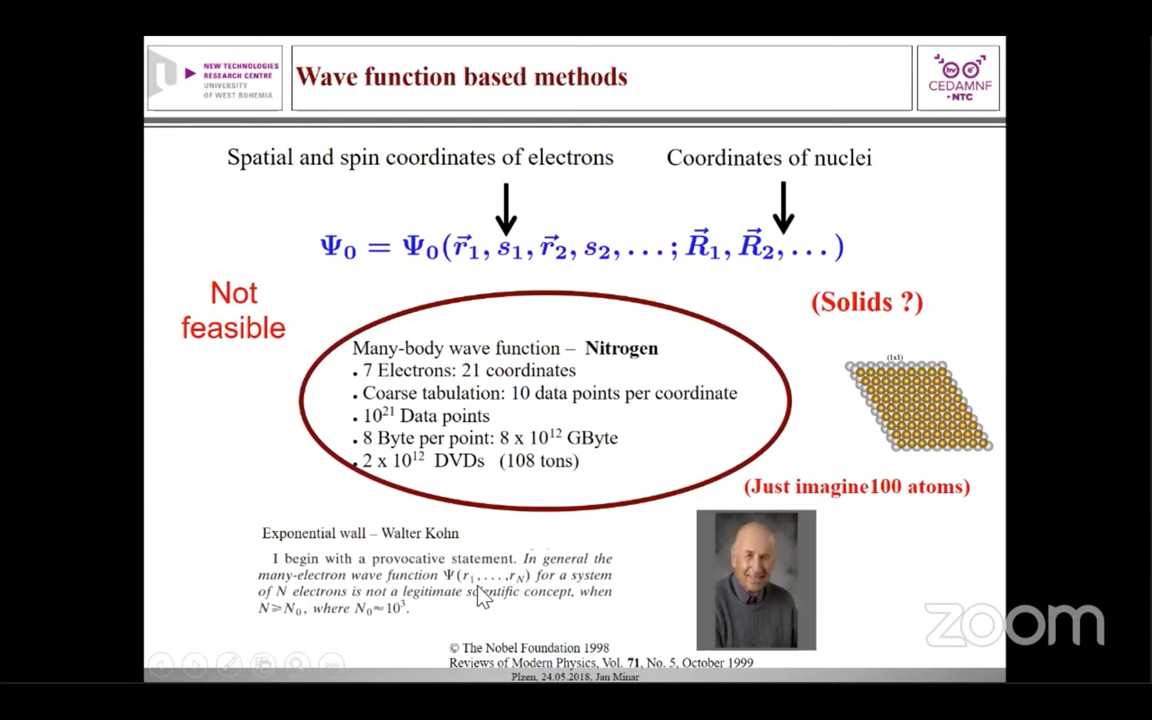 NEW TECHNOLOGIES
RESEARCH CENTRE
UNIVERSITY
OF WEST BOHEMIA
Wave function based methods
CEDAMNF
• NTC
Spatial and spin coordinates of electrons
Coordinates of nuclei
Ψ₀ = Ψ₀(r⃗₁, s₁, r⃗₂, s₂, . . . ; R⃗₁, R⃗₂, . . . )
Not
feasible
(Solids ?)
Many-body wave function – Nitrogen
• 7 Electrons: 21 coordinates
• Coarse tabulation: 10 data points per coordinate
• 10²¹ Data points
• 8 Byte per point: 8 x 10¹² GByte
• 2 x 10¹² DVDs (108 tons)
(1x1)
(Just imagine100 atoms)
Exponential wall – Walter Kohn
I begin with a provocative statement. In general the
many-electron wave function Ψ(r₁,...,r_N) for a system
of N electrons is not a legitimate scientific concept, when
N⩾N₀, where N₀≈10³.
© The Nobel Foundation 1998
Reviews of Modern Physics, Vol. 71, No. 5, October 1999
Plzen, 24.05.2018, Jan Minar
zoom